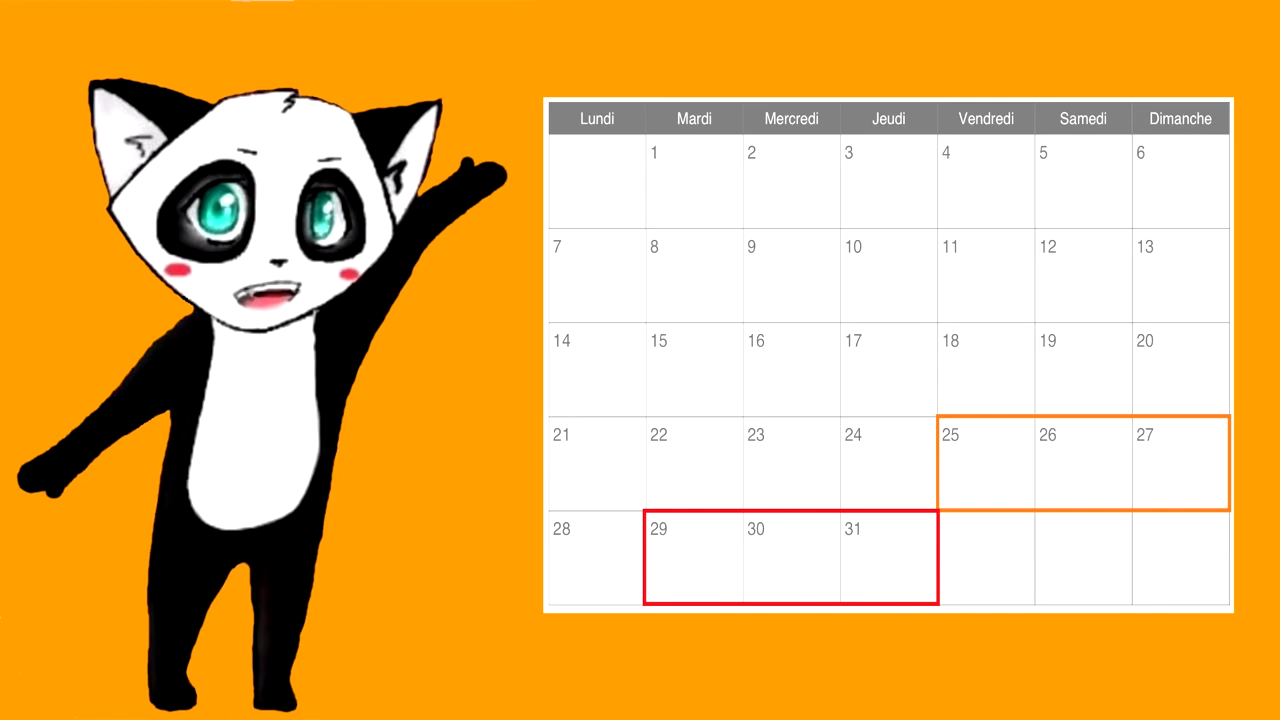 Lundi Mardi Mercredi Jeudi Vendredi Samedi Dimanche
1 2 3 4 5 6
7 8 9 10 11 12 13
14 15 16 17 18 19 20
21 22 23 24 25 26 27
28 29 30 31